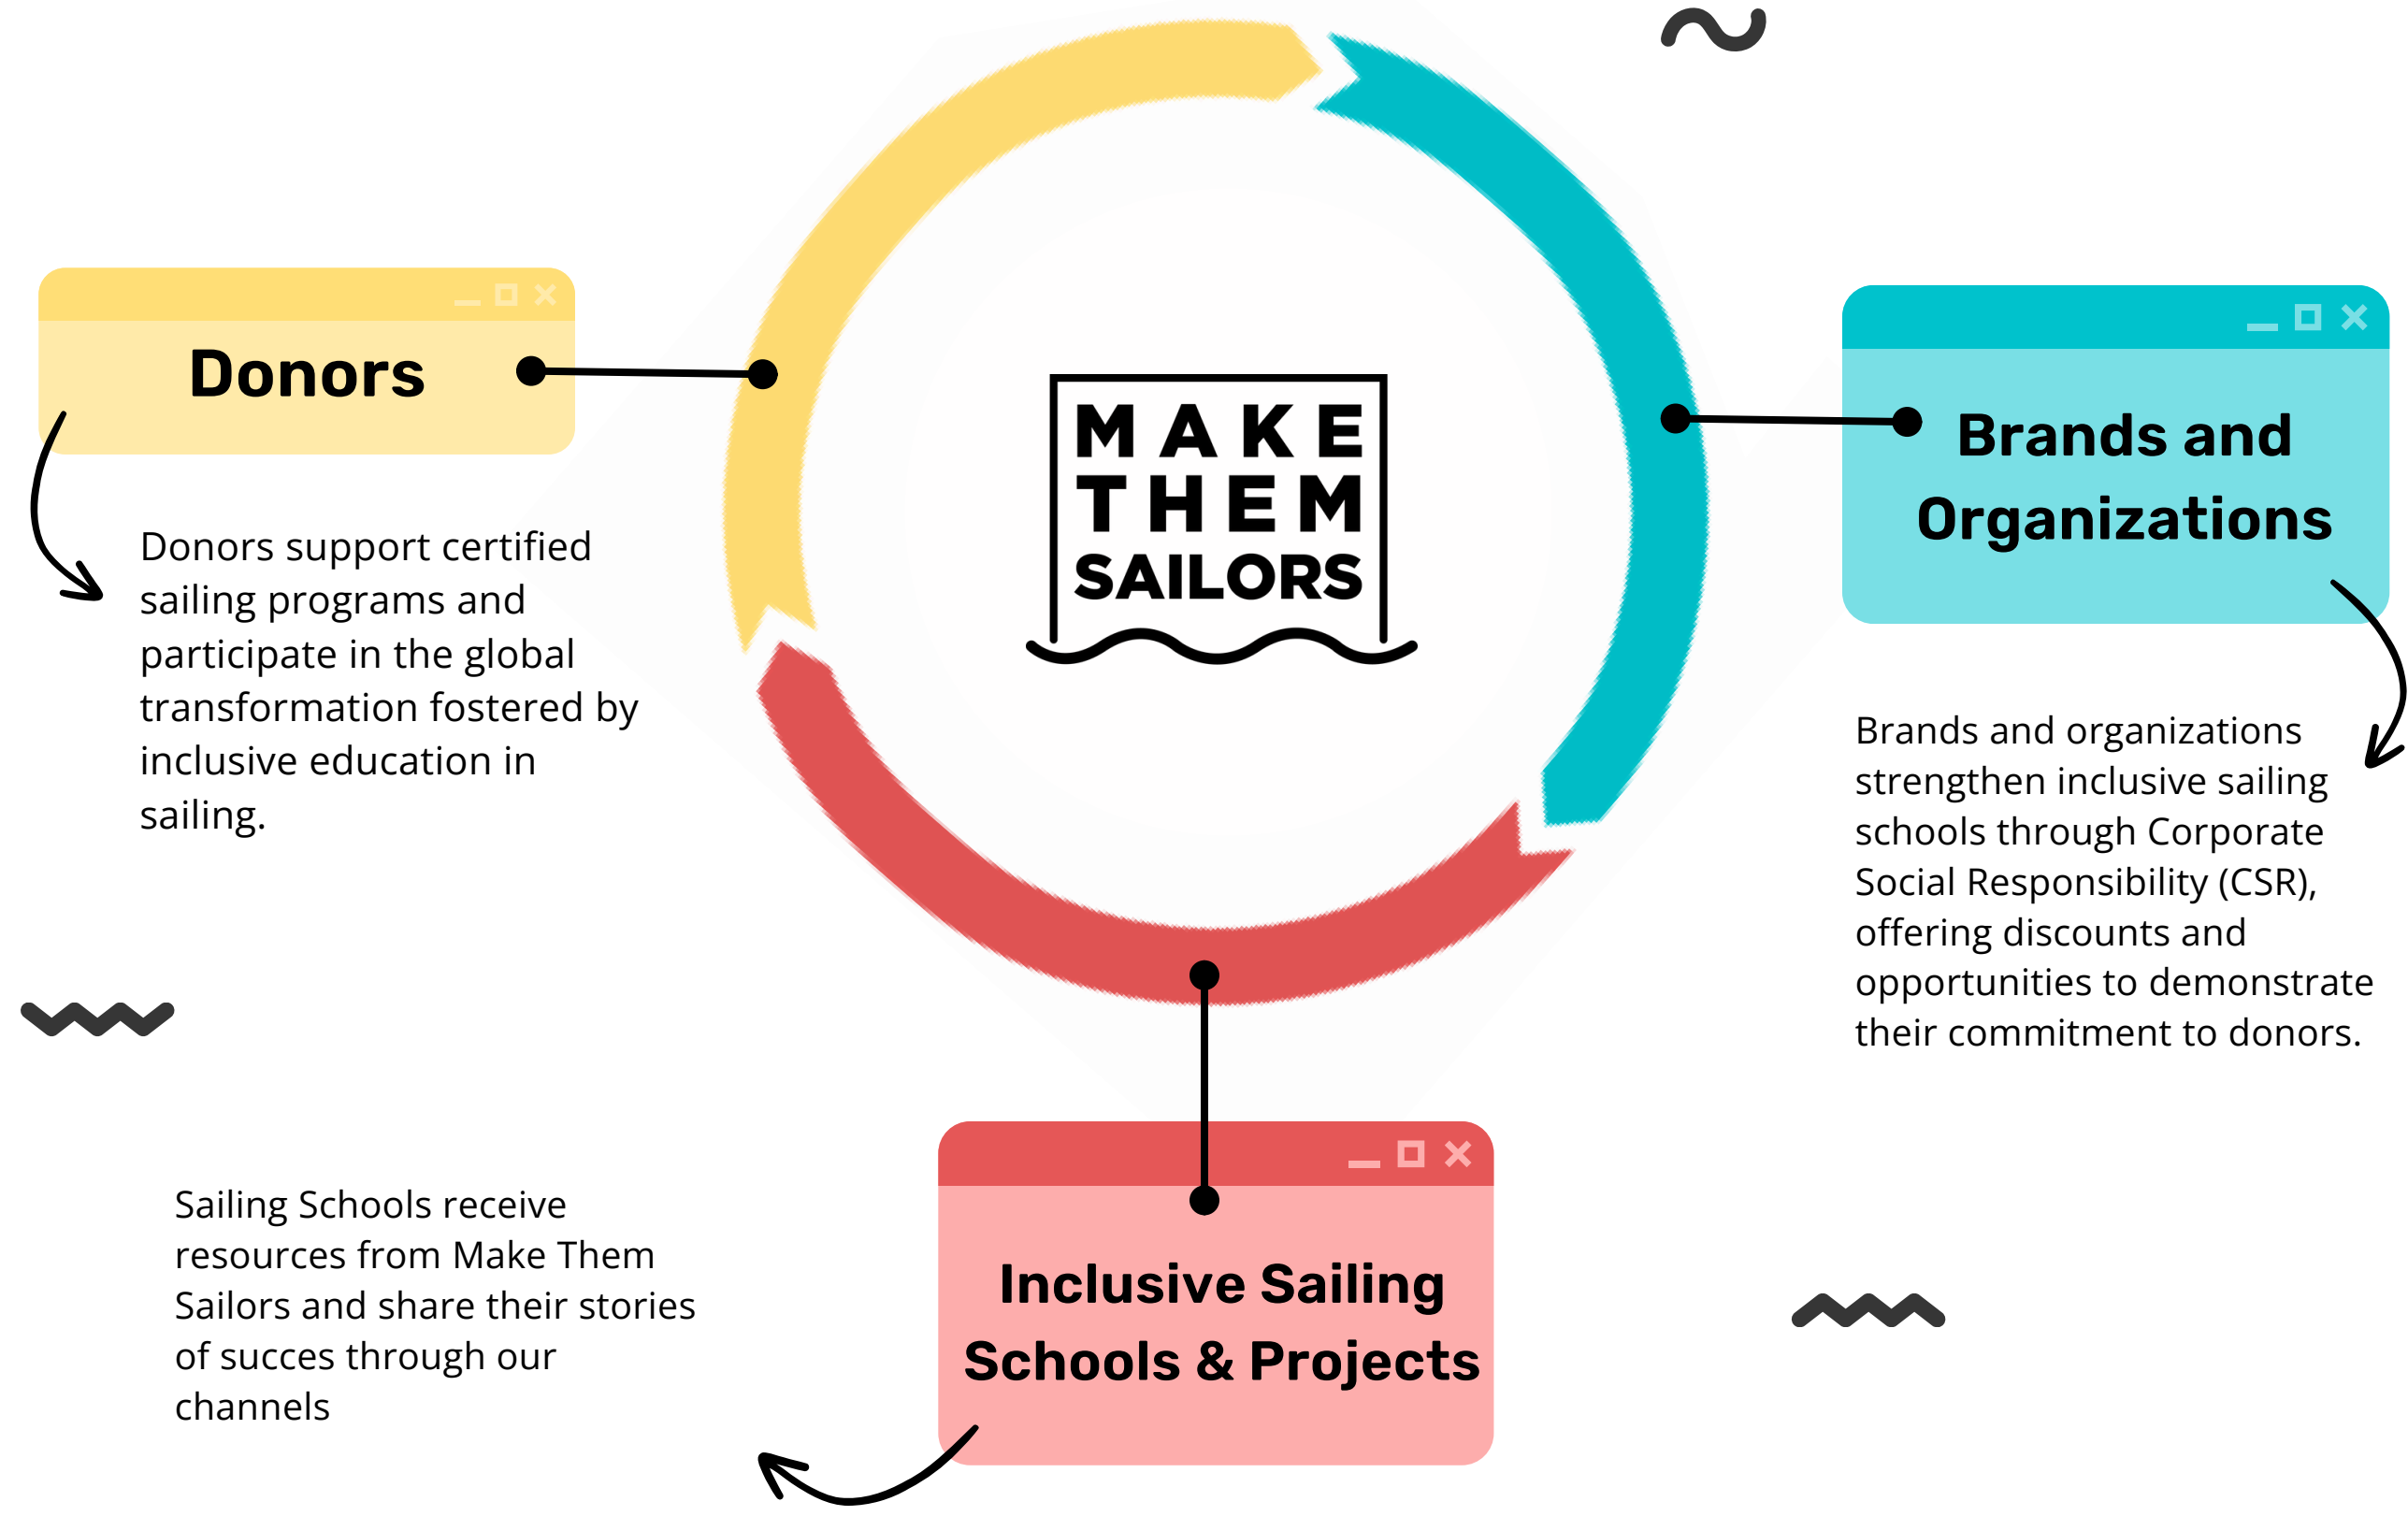 Donors
Donors support certified
sailing programs and
participate in the global
transformation fostered by
inclusive education in
sailing.
MAKE
THEM
SAILORS
Brands and
Organizations
Brands and organizations
strengthen inclusive sailing
schools through Corporate
Social Responsibility (CSR),
offering discounts and
opportunities to demonstrate
their commitment to donors.
Sailing Schools receive
resources from Make Them
Sailors and share their stories
of succes through our
channels
Inclusive Sailing
Schools & Projects